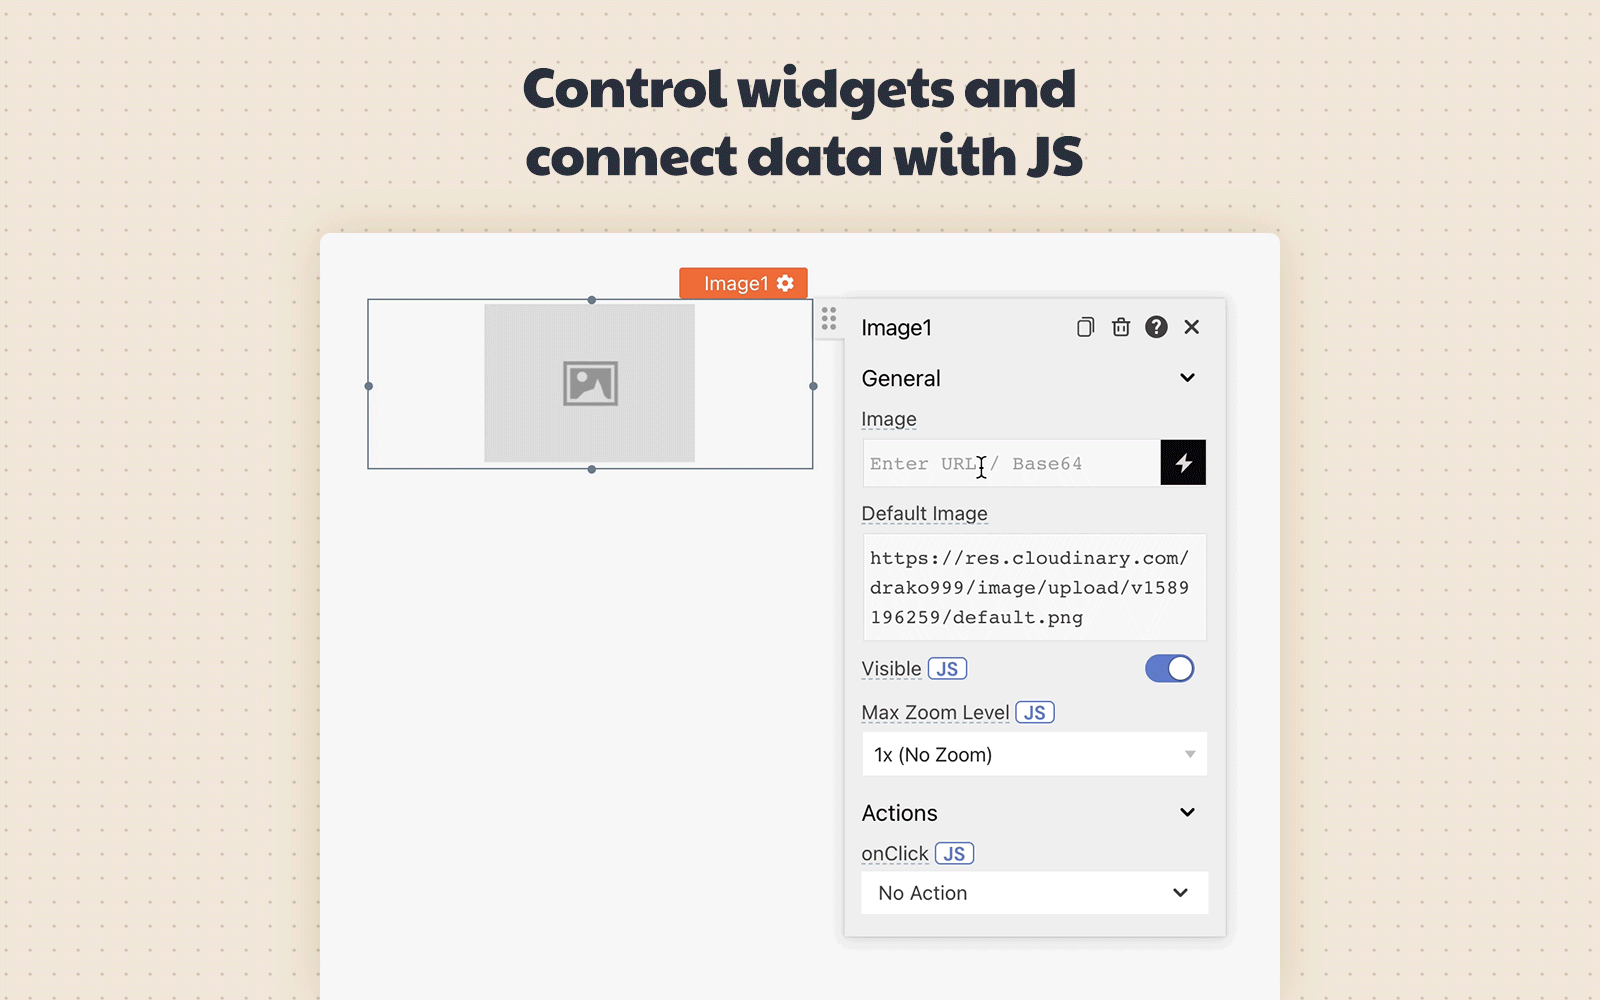 Control widgets and
connect data with JS
Image1
Image1
General
Image
Enter URL / Base64
Default Image
https://res.cloudinary.com/
drako999/image/upload/v1589
196259/default.png
Visible JS
Max Zoom Level JS
1x (No Zoom)
Actions
onClick JS
No Action